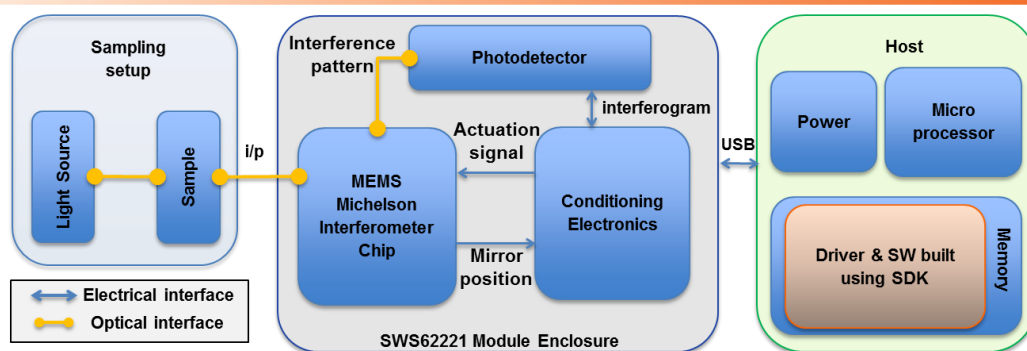 Sampling
setup
Light Source
Sample
i/p
Interference
pattern
Photodetector
interferogram
Actuation
signal
MEMS
Michelson
Interferometer
Chip
Conditioning
Electronics
Mirror
position
SWS62221 Module Enclosure
USB
Host
Power
Micro
processor
Driver & SW built
using SDK
Memory
Electrical interface
Optical interface